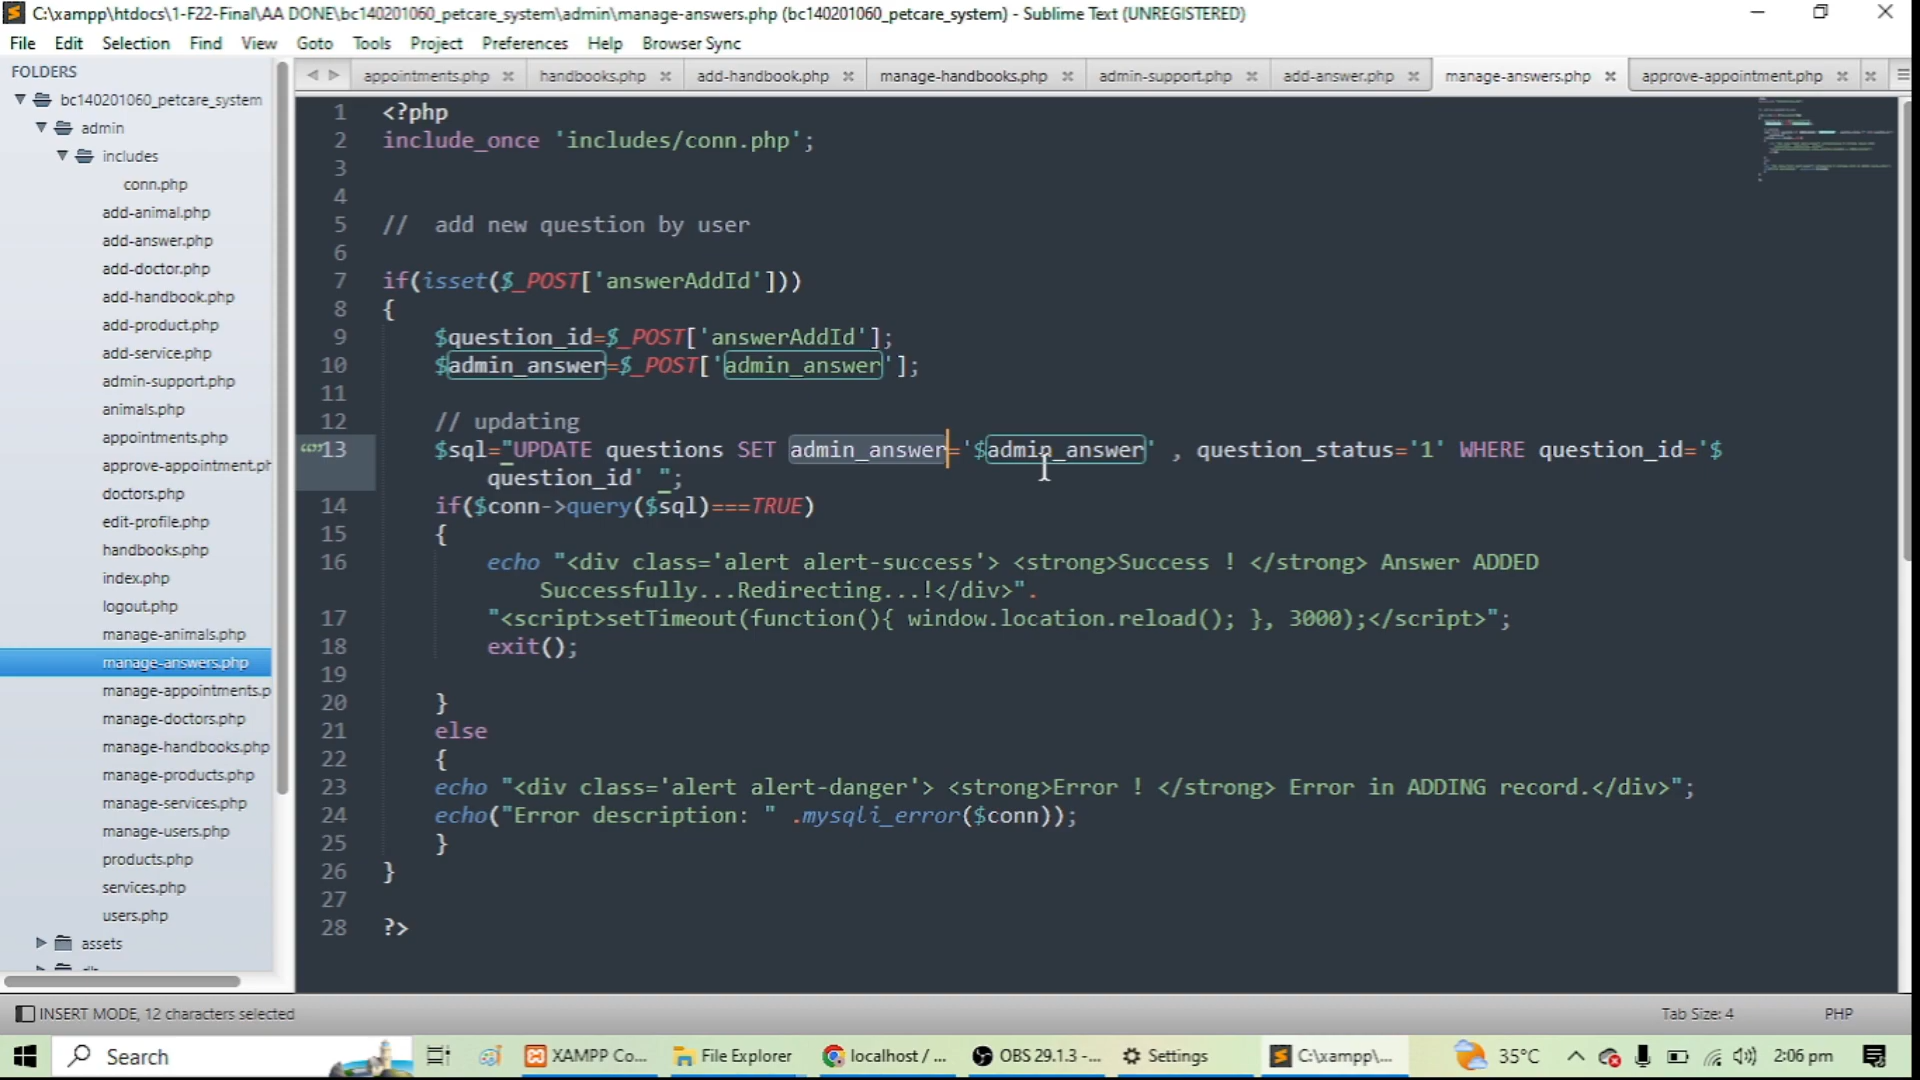 C:\xampp\htdocs\1-F22-Final\AA DONE\bc140201060_petcare_system\admin\manage-answers.php (bc140201060_petcare_system) - Sublime Text (UNREGISTERED)
File Edit Selection Find View Goto Tools Project Preferences Help Browser Sync
FOLDERS
bc140201060_petcare_system
admin
includes
conn.php
add-animal.php
add-answer.php
add-doctor.php
add-handbook.php
add-product.php
add-service.php
admin-support.php
animals.php
appointments.php
approve-appointment.ph
doctors.php
edit-profile.php
handbooks.php
index.php
logout.php
manage-animals.php
manage-answers.php
manage-appointments.p
manage-doctors.php
manage-handbooks.php
manage-products.php
manage-services.php
manage-users.php
products.php
services.php
users.php
assets
appointments.php handbooks.php add-handbook.php manage-handbooks.php admin-support.php add-answer.php manage-answers.php approve-appointment.php
1 <?php
2 include_once 'includes/conn.php';
3
4
5 //  add new question by user
6
7 if(isset($_POST['answerAddId']))
8 {
9 $question_id=$_POST['answerAddId'];
10 $admin_answer=$_POST['admin_answer'];
11
12 // updating
13 $sql="UPDATE questions SET admin_answer='$admin_answer' , question_status='1' WHERE question_id='$
question_id' ";
14 if($conn->query($sql)===TRUE)
15 {
16 echo "<div class='alert alert-success'> <strong>Success ! </strong> Answer ADDED
Successfully...Redirecting...!</div>".
17 "<script>setTimeout(function(){ window.location.reload(); }, 3000);</script>";
18 exit();
19
20 }
21 else
22 {
23 echo "<div class='alert alert-danger'> <strong>Error ! </strong> Error in ADDING record.</div>";
24 echo("Error description: " .mysqli_error($conn));
25 }
26 }
27
28 ?>
INSERT MODE, 12 characters selected
Tab Size: 4 PHP
Search XAMPP Co... File Explorer localhost / ... OBS 29.1.3 -... Settings C:\xampp\... 35°C 2:06 pm